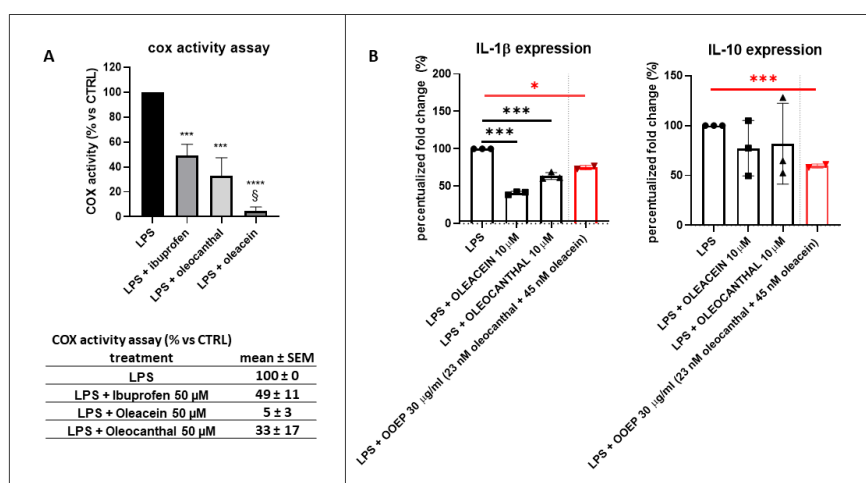 A
cox activity assay
COX activity (% vs CTRL)
120
100
80
60
40
20
0
***
***
****
§
LPS
LPS + ibuprofen
LPS + oleocanthal
LPS + oleacein
COX activity assay (% vs CTRL)
treatment mean ± SEM
LPS 100 ± 0
LPS + Ibuprofen 50 µM 49 ± 11
LPS + Oleacein 50 µM 5 ± 3
LPS + Oleocanthal 50 µM 33 ± 17
B
IL-1β expression
percentualized fold change (%)
200
150
100
50
0
*
***
***
LPS
LPS + OLEACEIN 10 µM
LPS + OLEOCANTHAL 10 µM
LPS + OOEP 30 µg/ml (23 nM oleocanthal + 45 nM oleacein)
IL-10 expression
percentualized fold change (%)
150
100
50
0
***
LPS
LPS + OLEACEIN 10 µM
LPS + OLEOCANTHAL 10 µM
LPS + OOEP 30 µg/ml (23 nM oleocanthal + 45 nM oleacein)